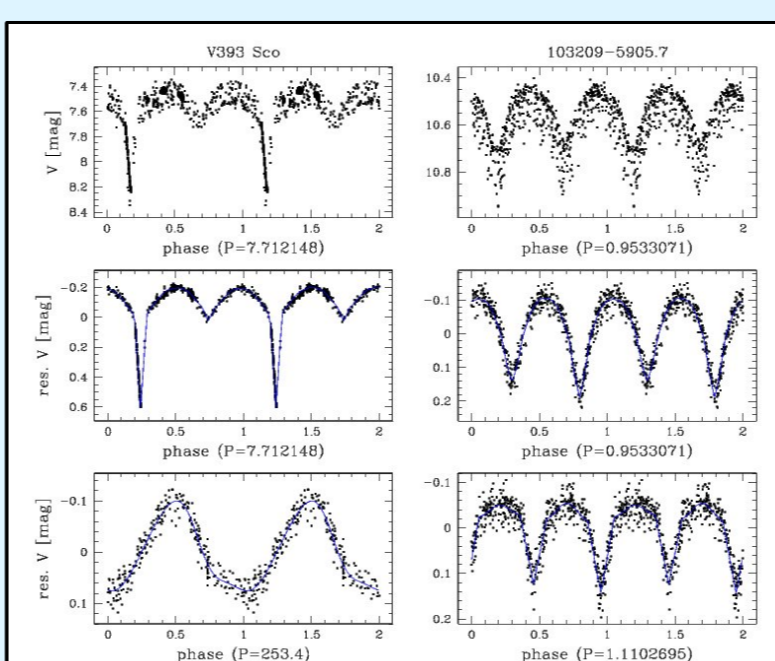 V393 Sco
7.4
7.6
7.8
8
8.2
8.4
V [mag]
0 0.5 1 1.5 2
phase (P=7.712148)
103209-5905.7
10.4
10.6
10.8
0 0.5 1 1.5 2
phase (P=0.9533071)
-0.2
0
0.2
0.4
0.6
res. V [mag]
0 0.5 1 1.5 2
phase (P=7.712148)
-0.1
0
0.1
0.2
0 0.5 1 1.5 2
phase (P=0.9533071)
-0.1
0
0.1
res. V [mag]
0 0.5 1 1.5 2
phase (P=253.4)
-0.1
0
0.1
0.2
0 0.5 1 1.5 2
phase (P=1.1102695)